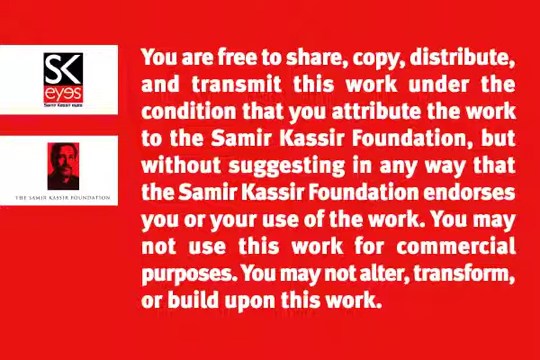 SK
eyes
Samir Kassir eyes
THE SAMIR KASSIR FOUNDATION
You are free to share, copy, distribute,
and transmit this work under the
condition that you attribute the work
to the Samir Kassir Foundation, but
without suggesting in any way that
the Samir Kassir Foundation endorses
you or your use of the work. You may
not use this work for commercial
purposes. You may not alter, transform,
or build upon this work.